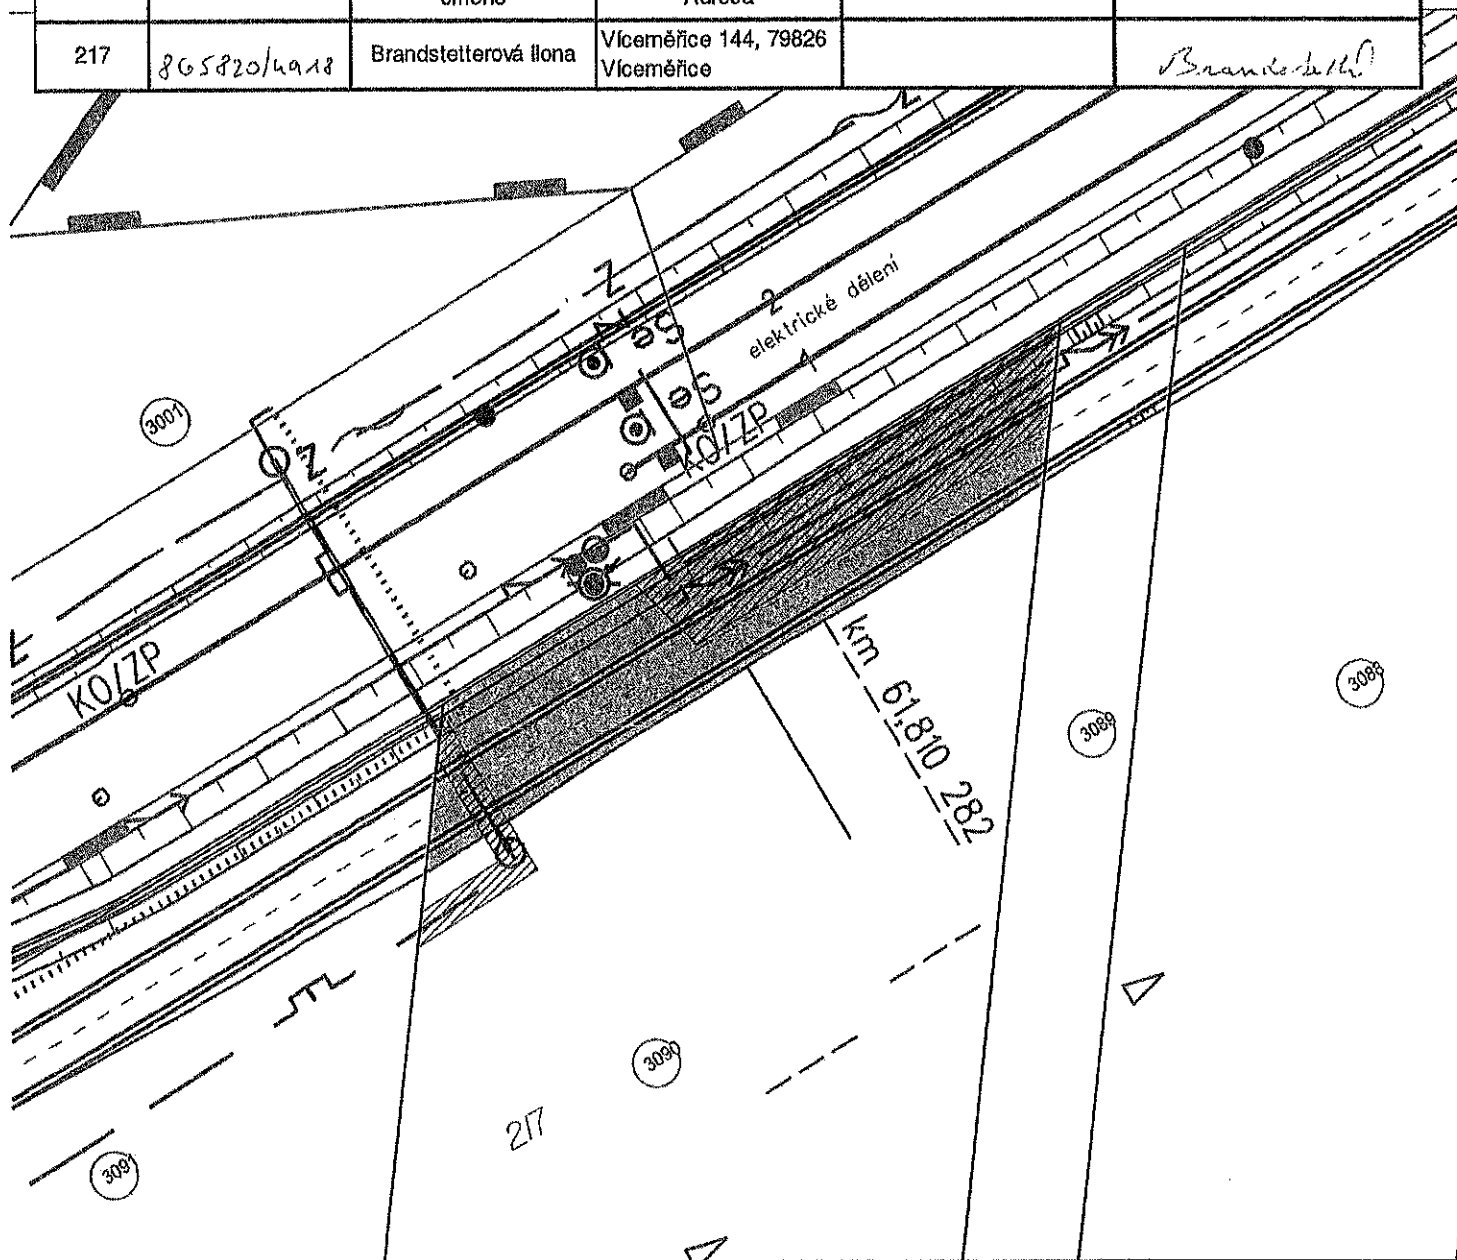 Jméno Adresa
217 865820/4918 Brandstetterová Ilona Víceměřice 144, 79826
Víceměřice
Z
Z
2
elektrické dělení
1
S
S
3001
Z
KO/ZP
KO/ZP
km 61,810 282
3088
3089
3090
217
3091